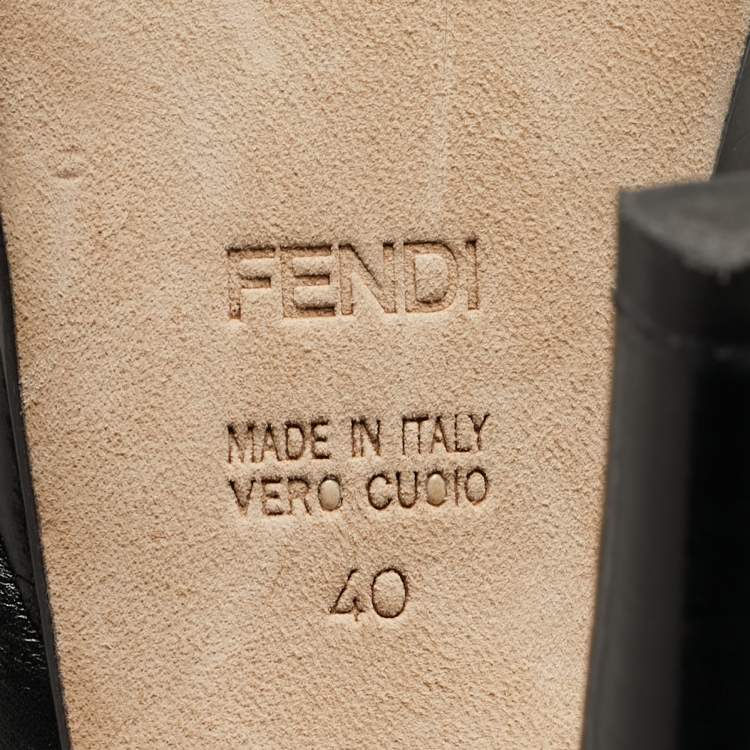 FENDI
MADE IN ITALY
VERO CUOIO
40